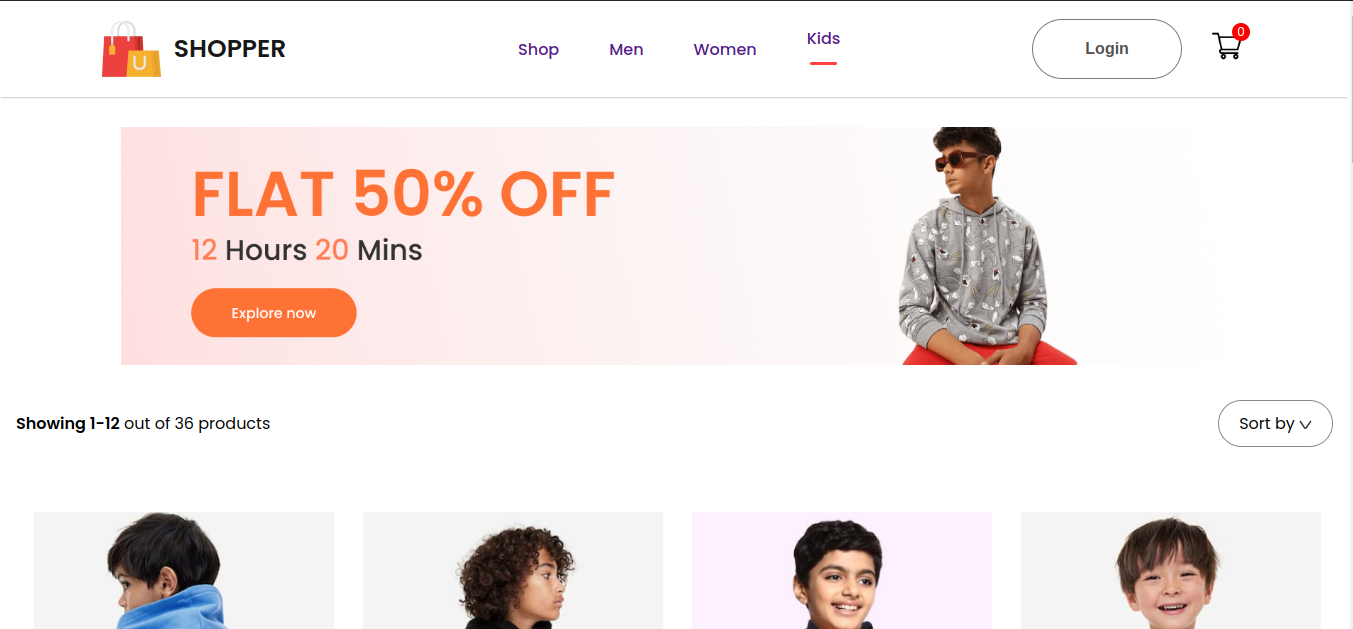 U
SHOPPER
Shop
Men
Women
Kids
Login
0
FLAT 50% OFF
12 Hours 20 Mins
Explore now
Showing 1-12 out of 36 products
Sort by